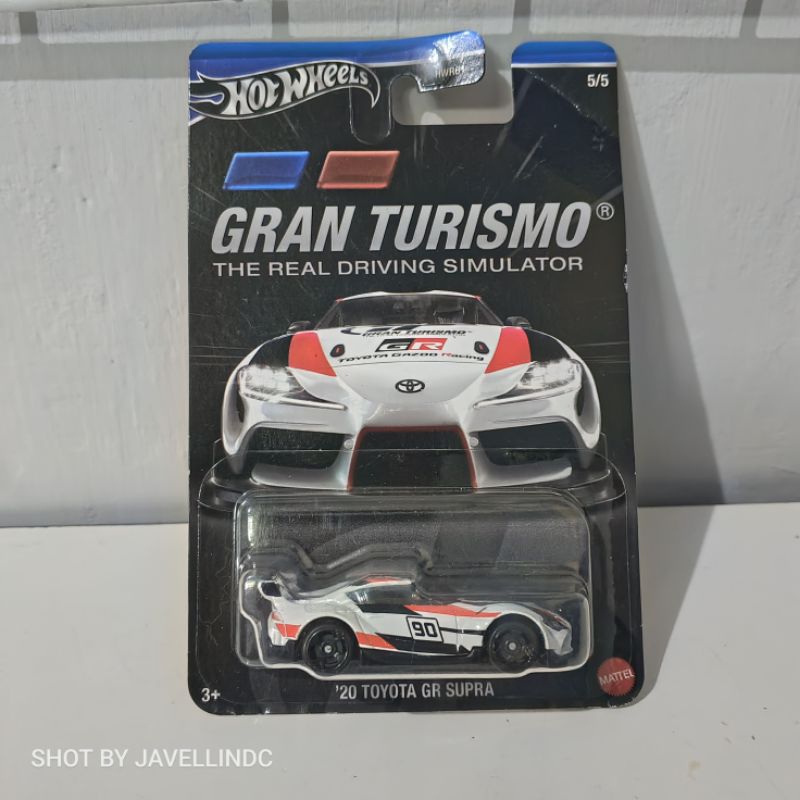 Hot Wheels
5/5
GRAN TURISMO®
THE REAL DRIVING SIMULATOR
GRAN TURISMO
GR
TOYOTA GAZOO Racing
90
MATTEL
3+
'20 TOYOTA GR SUPRA
SHOT BY JAVELLINDC